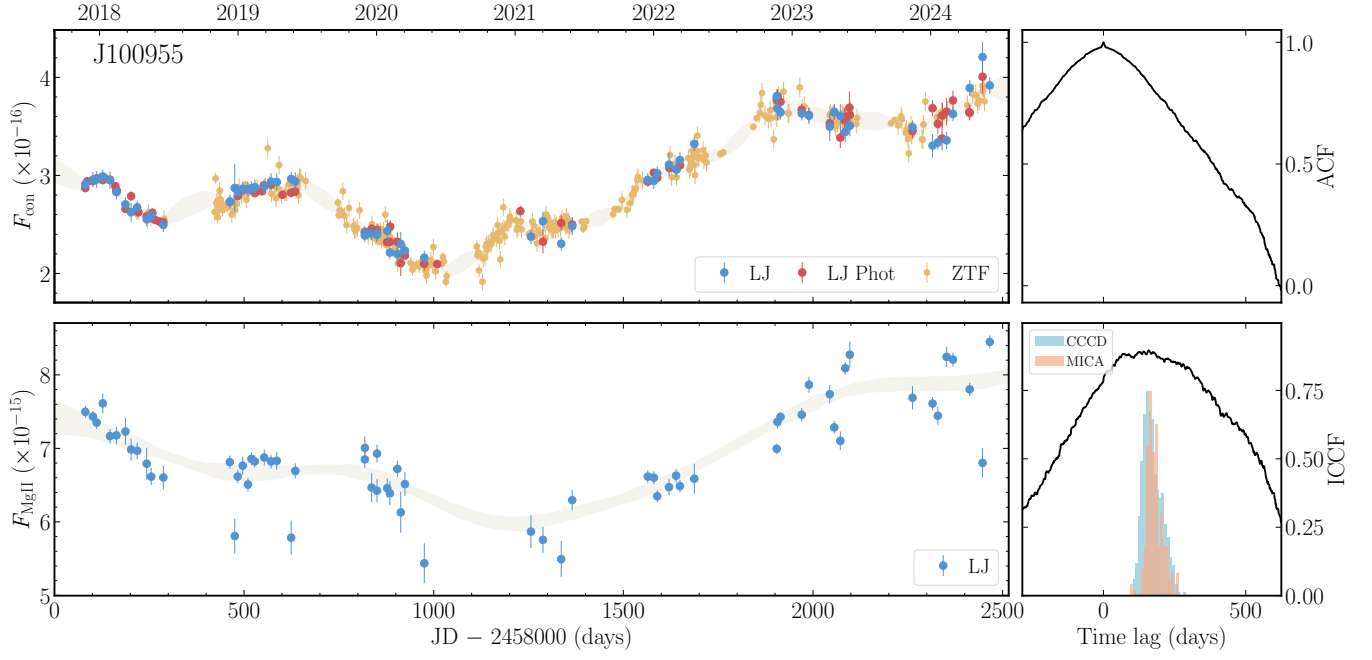 2018 2019 2020 2021 2022 2023 2024
J100955
F_con (×10^−16)
4
3
2
LJ LJ Phot ZTF
1.0
0.5
0.0
ACF
F_MgII (×10^−15)
8
7
6
5
LJ
0 500 1000 1500 2000 2500
JD − 2458000 (days)
CCCD
MICA
0.75
0.50
0.25
0.00
ICCF
0 500
Time lag (days)